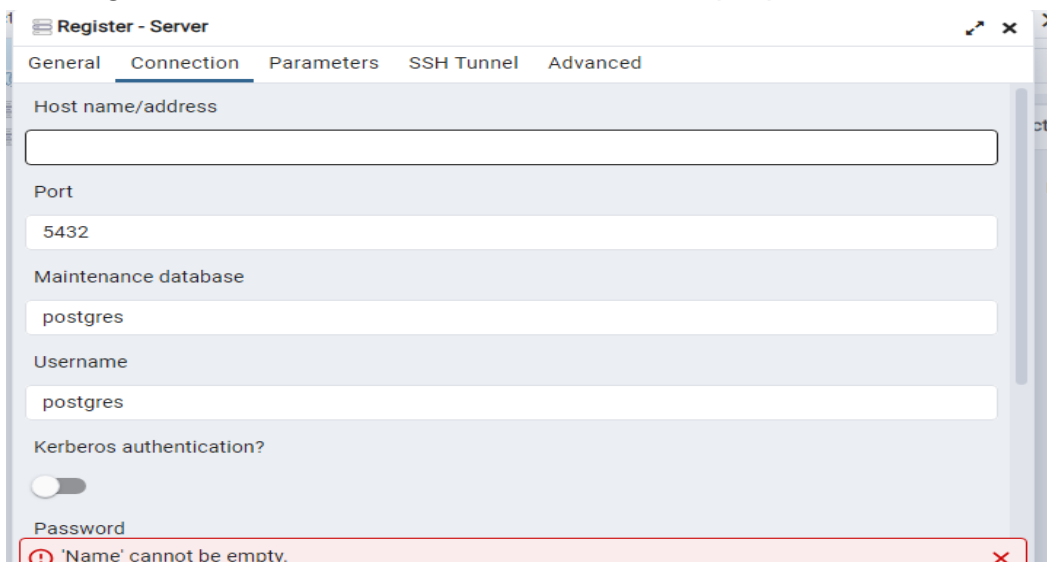 Register - Server
General Connection Parameters SSH Tunnel Advanced
Host name/address
Port
5432
Maintenance database
postgres
Username
postgres
Kerberos authentication?
Password
'Name' cannot be empty.